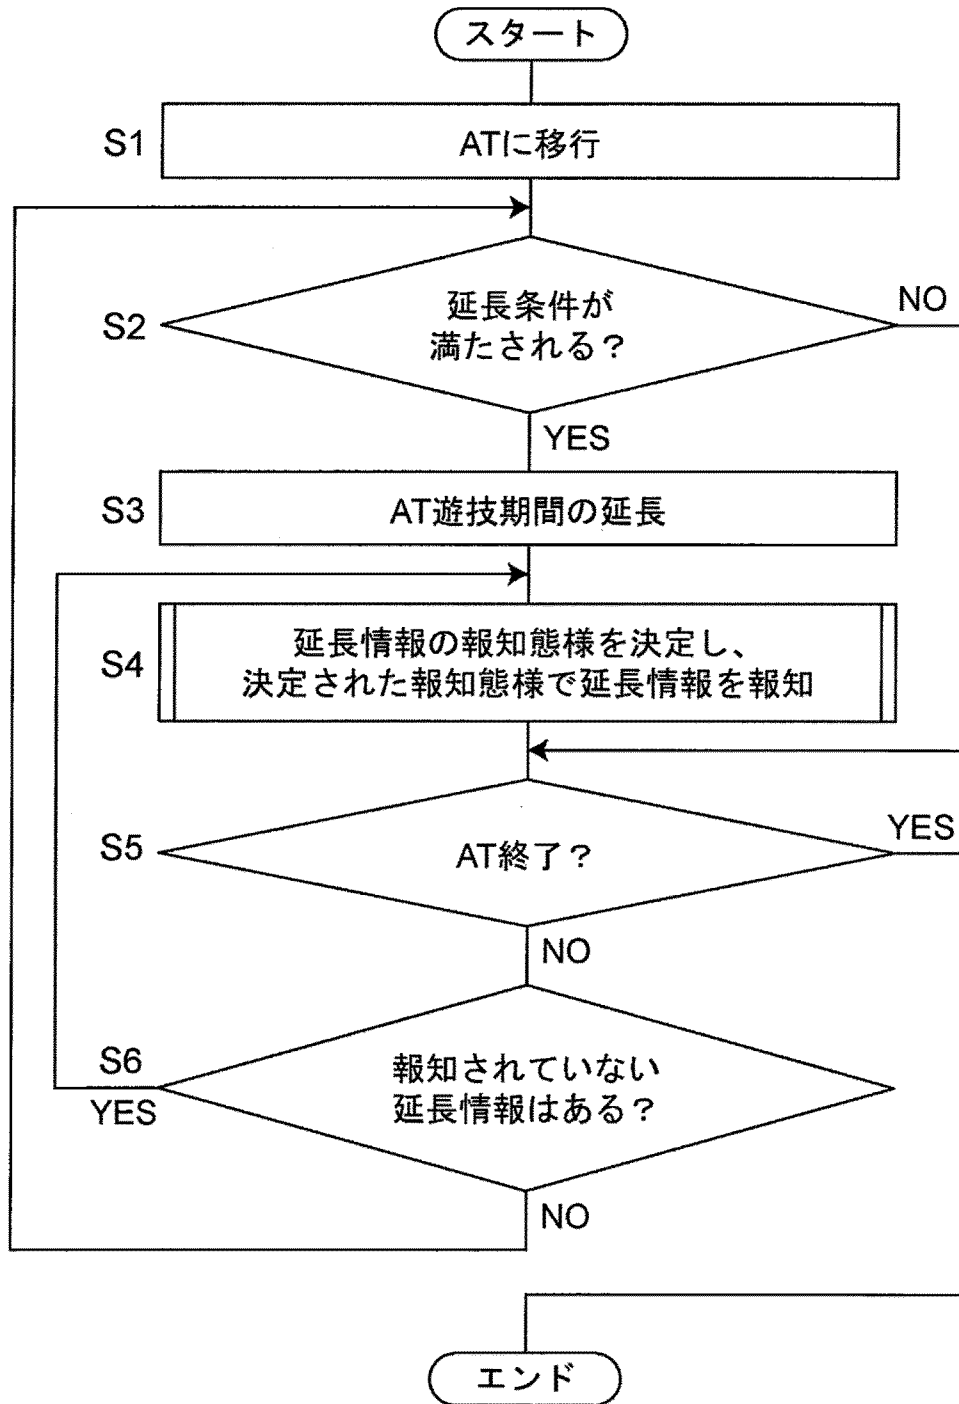 スタート
S1
ATに移行
S2
延長条件が
満たされる？
NO
YES
S3
AT遊技期間の延長
S4
延長情報の報知態様を決定し、
決定された報知態様で延長情報を報知
S5
AT終了？
YES
NO
S6
YES
報知されていない
延長情報はある？
NO
エンド